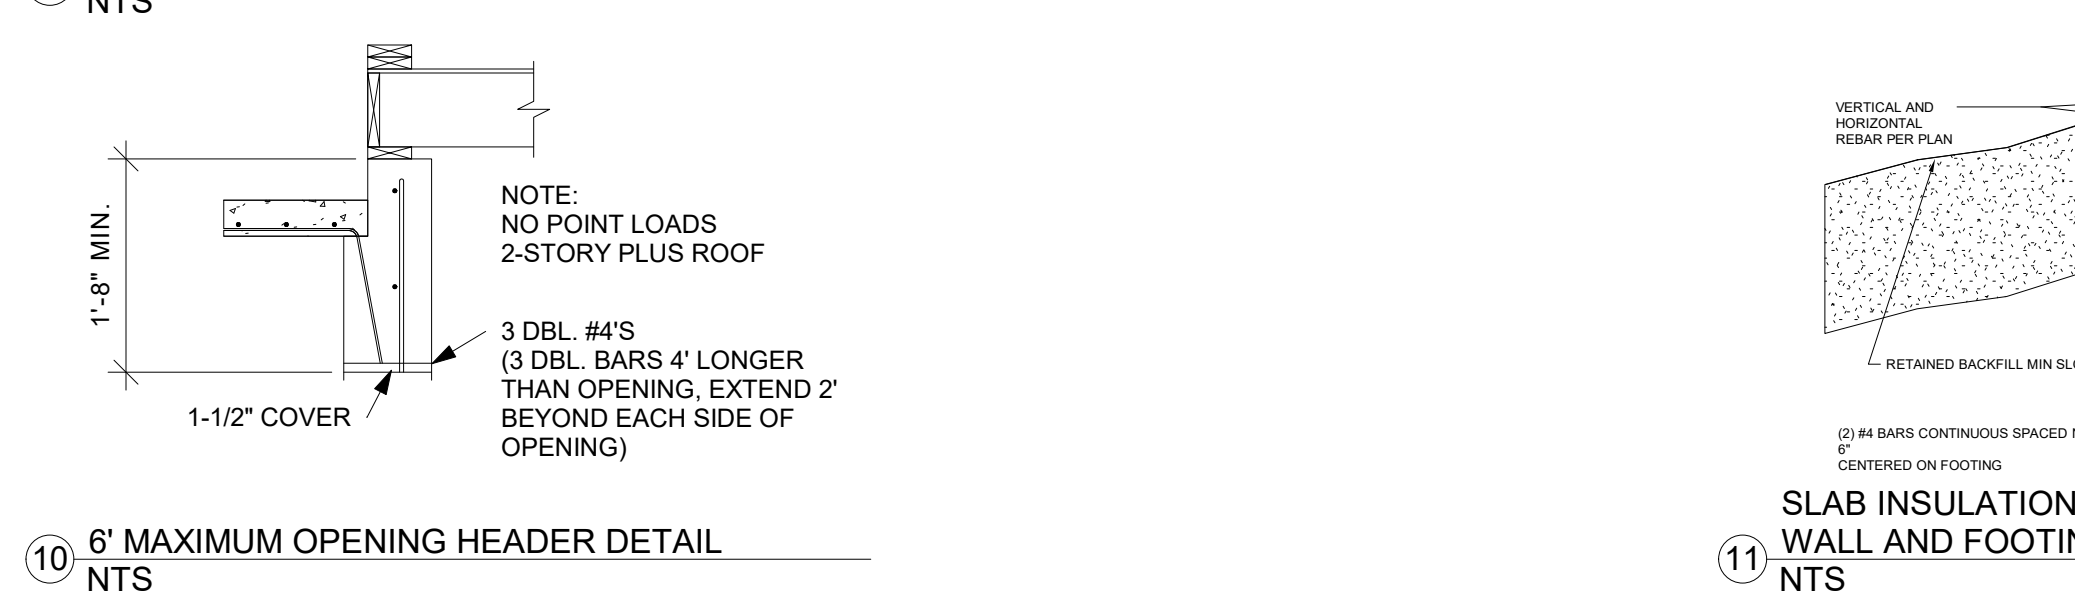 NTS
1'-8" MIN.
NOTE:
NO POINT LOADS
2-STORY PLUS ROOF
3 DBL. #4'S
(3 DBL. BARS 4' LONGER
THAN OPENING, EXTEND 2'
BEYOND EACH SIDE OF
OPENING)
1-1/2" COVER
10
6' MAXIMUM OPENING HEADER DETAIL
NTS
VERTICAL AND
HORIZONTAL
REBAR PER PLAN
RETAINED BACKFILL MIN
(2) #4 BARS CONTINUOUS SPACED
6"
CENTERED ON FOOTING
11
SLAB INSULATION
WALL AND
NTS